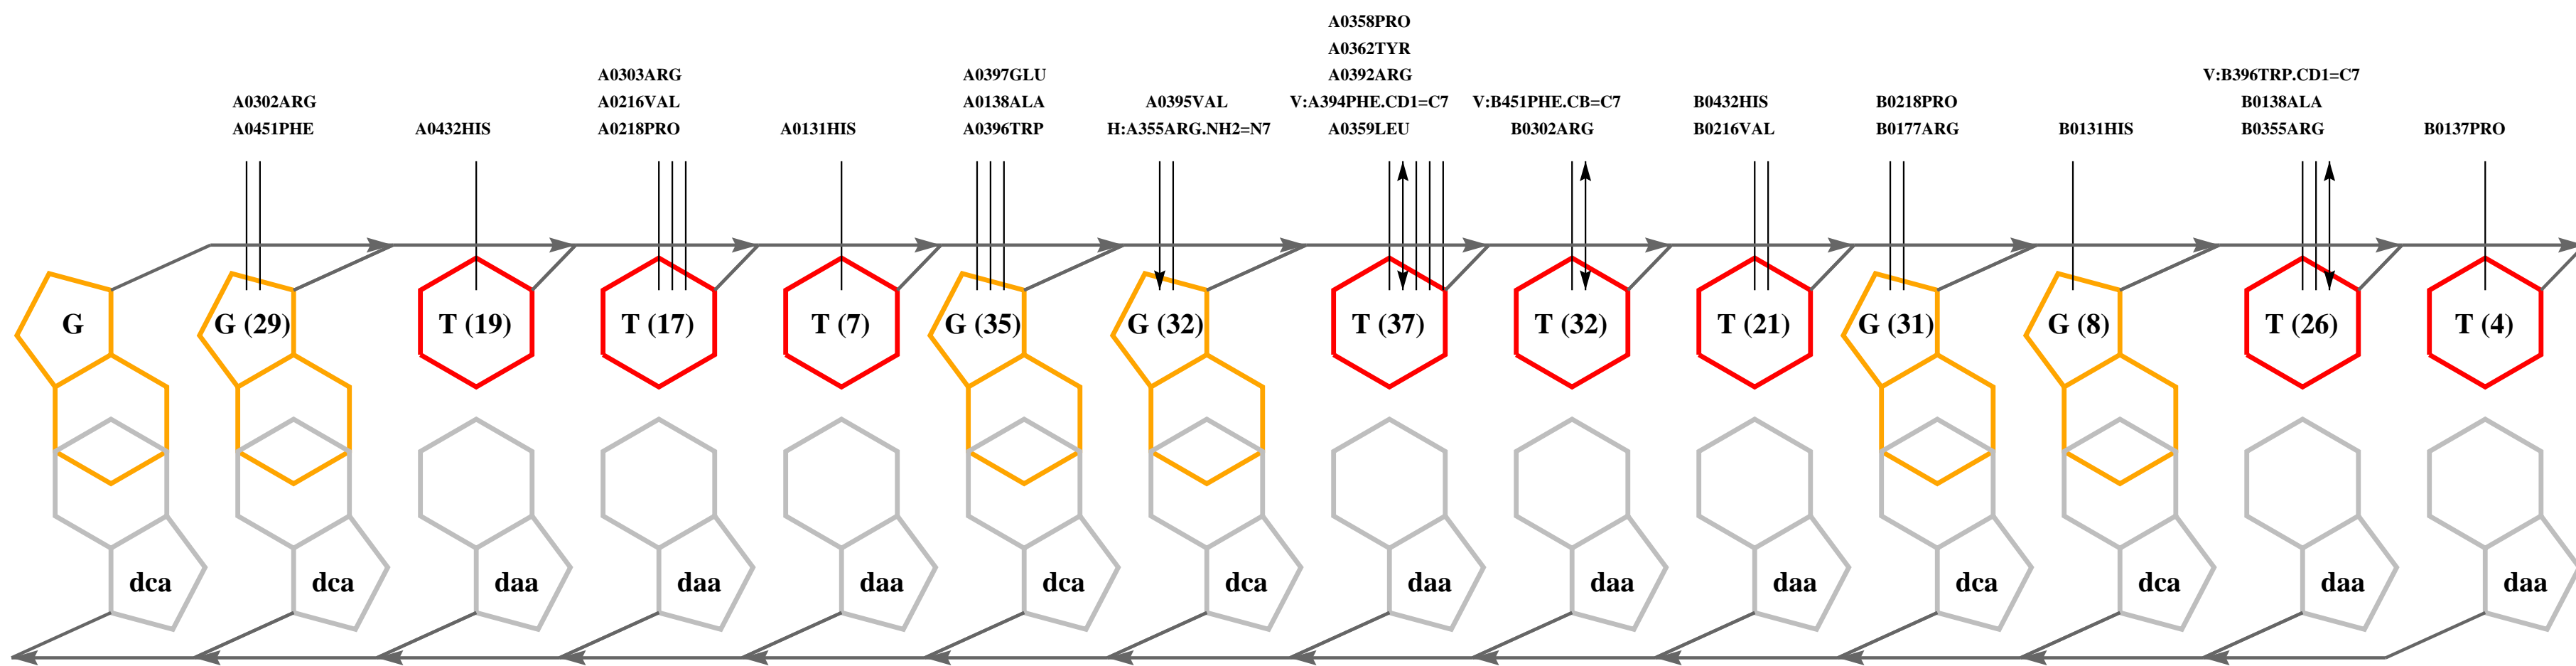 A0358PRO
A0362TYR
A0303ARG A0397GLU A0392ARG V:B396TRP.CD1=C7
A0302ARG A0216VAL A0138ALA A0395VAL V:A394PHE.CD1=C7 V:B451PHE.CB=C7 B0432HIS B0218PRO B0138ALA
A0451PHE A0432HIS A0218PRO A0131HIS A0396TRP H:A355ARG.NH2=N7 A0359LEU B0302ARG B0216VAL B0177ARG B0131HIS B0355ARG B0137PRO
G G (29) T (19) T (17) T (7) G (35) G (32) T (37) T (32) T (21) G (31) G (8) T (26) T (4)
dca dca daa daa daa dca dca daa daa daa dca dca daa daa